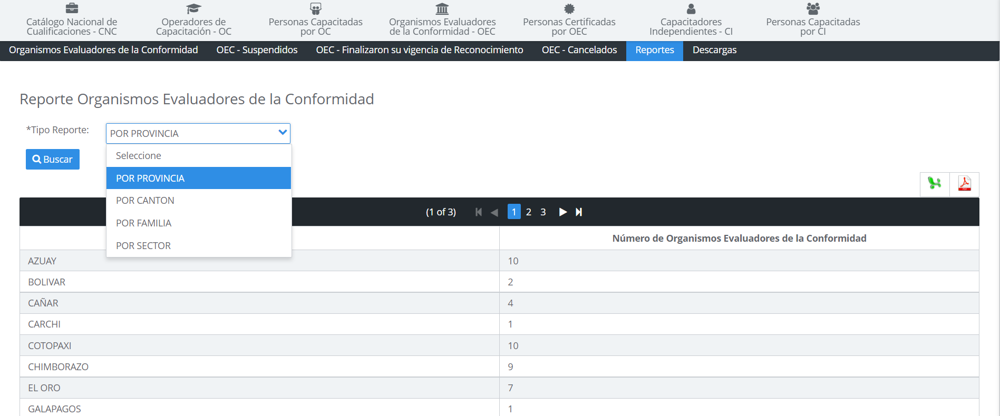 Catálogo Nacional de
Cualificaciones - CNC
Operadores de
Capacitación - OC
Personas Capacitadas
por OC
Organismos Evaluadores
de la Conformidad - OEC
Personas Certificadas
por OEC
Capacitadores
Independientes - CI
Personas Capacitadas
por CI
Organismos Evaluadores de la Conformidad
OEC - Suspendidos
OEC - Finalizaron su vigencia de Reconocimiento
OEC - Cancelados
Reportes
Descargas
Reporte Organismos Evaluadores de la Conformidad
*Tipo Reporte:
POR PROVINCIA
Buscar
Seleccione
POR PROVINCIA
POR CANTON
POR FAMILIA
POR SECTOR
(1 of 3) 1 2 3
Número de Organismos Evaluadores de la Conformidad
AZUAY 10
BOLIVAR 2
CAÑAR 4
CARCHI 1
COTOPAXI 10
CHIMBORAZO 9
EL ORO 7
GALAPAGOS 1